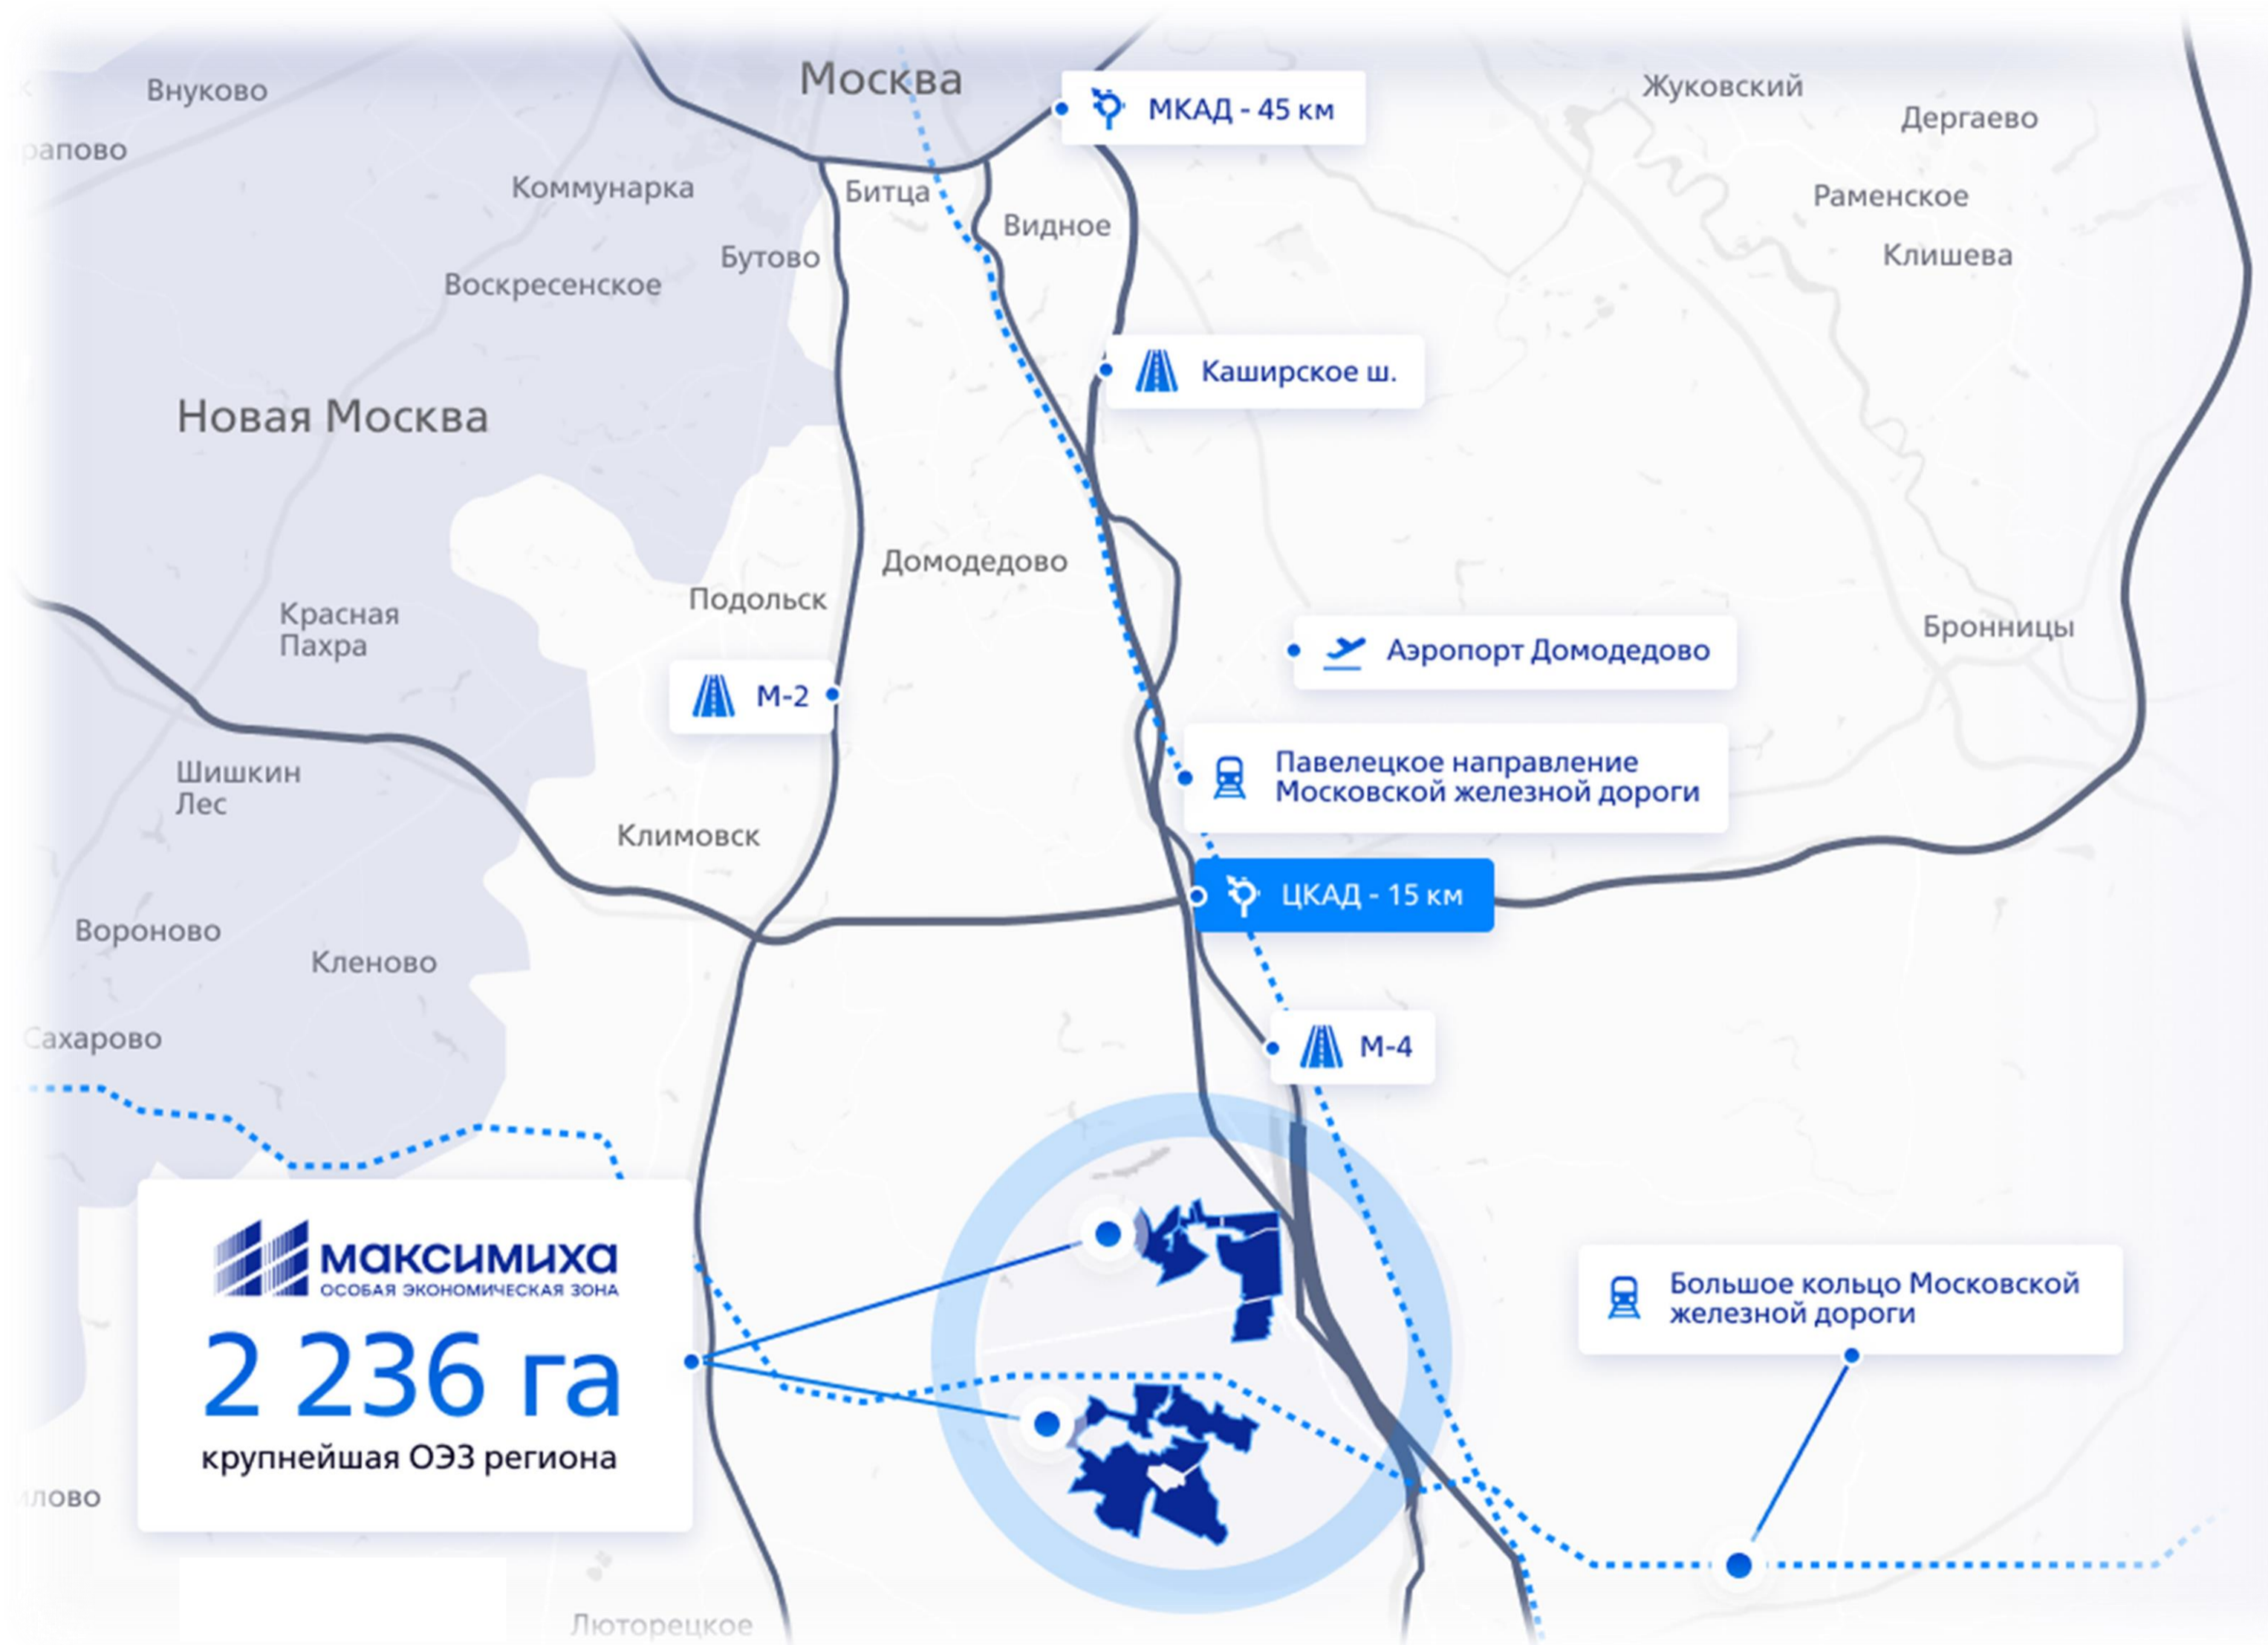 Москва
МКАД - 45 км
Внуково
Жуковский
Дергаево
Коммунарка
Битца
Раменское
Видное
Бутово
Клишева
Воскресенское
Каширское ш.
Новая Москва
Домодедово
Подольск
Красная
Пахра
Бронницы
Аэропорт Домодедово
М-2
Павелецкое направление
Московской железной дороги
Шишкин
Лес
Климовск
ЦКАД - 15 км
Вороново
Кленово
Сахарово
М-4
максимиха
ОСОБАЯ ЭКОНОМИЧЕСКАЯ ЗОНА
2 236 га
крупнейшая ОЭЗ региона
Большое кольцо Московской
железной дороги
Люторецкое